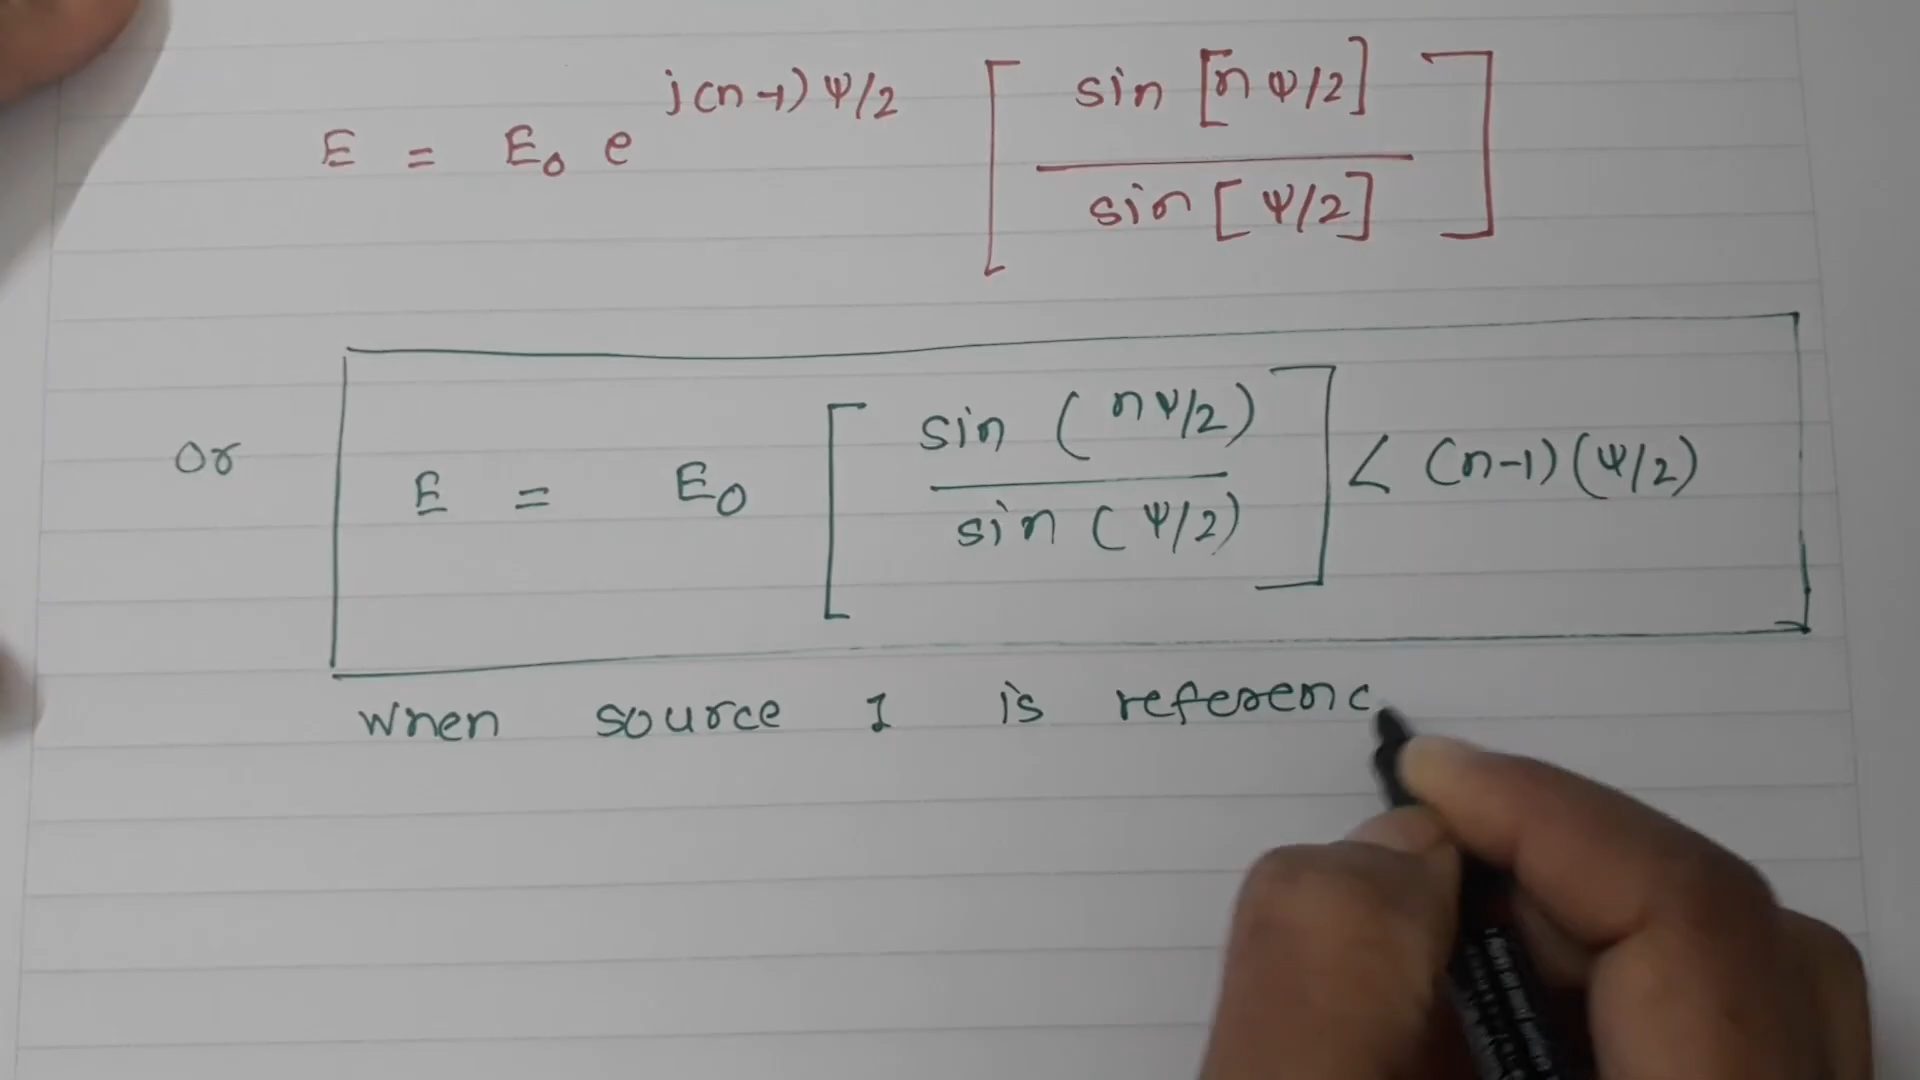 E = E₀ e^{j(n-1)ψ/2} [ sin [nψ/2] / sin [ψ/2] ]
or E = E₀ [ sin (nψ/2) / sin (ψ/2) ] ∠ (n-1)(ψ/2)
When source 1 is referenc